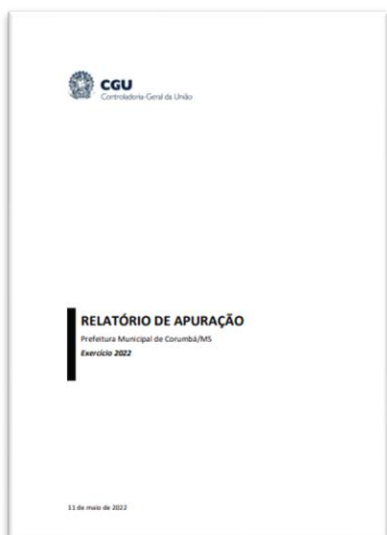 CGU
Controladoria-Geral da União
RELATÓRIO DE APURAÇÃO
Prefeitura Municipal de Corumbá/MS
Exercício 2022
11 de maio de 2022